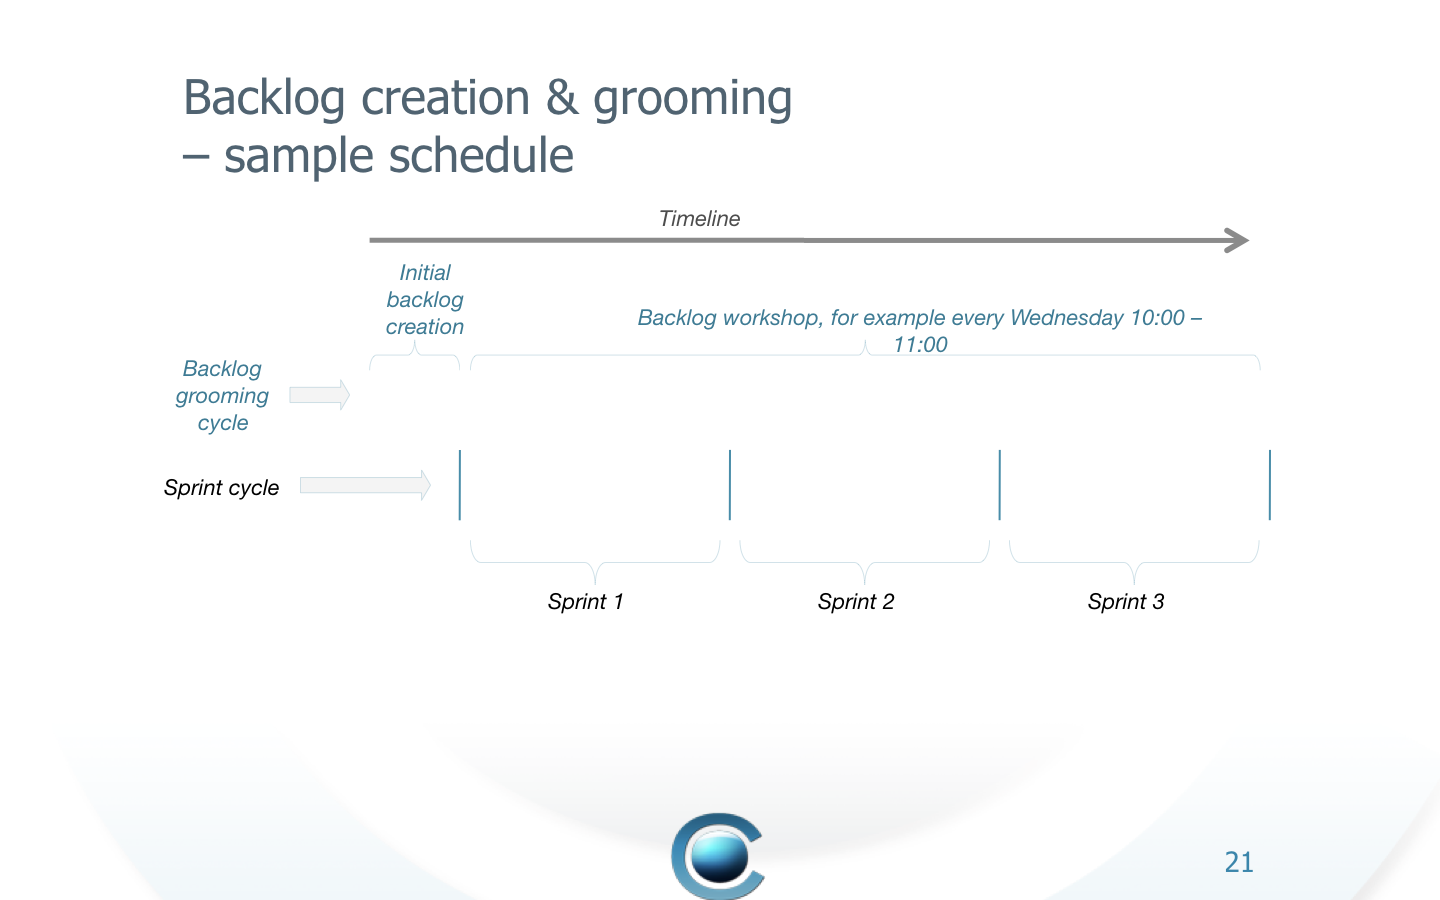 Backlog creation & grooming
– sample schedule
Timeline
Initial
backlog
creation
Backlog workshop, for example every Wednesday 10:00 –
11:00
Backlog
grooming
cycle
Sprint cycle
Sprint 1
Sprint 2
Sprint 3
21